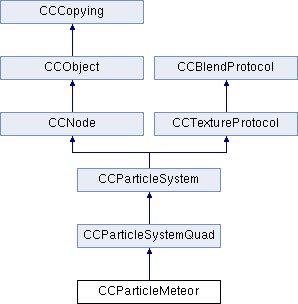 CCCopying
CCObject
CCBlendProtocol
CCNode
CCTextureProtocol
CCParticleSystem
CCParticleSystemQuad
CCParticleMeteor